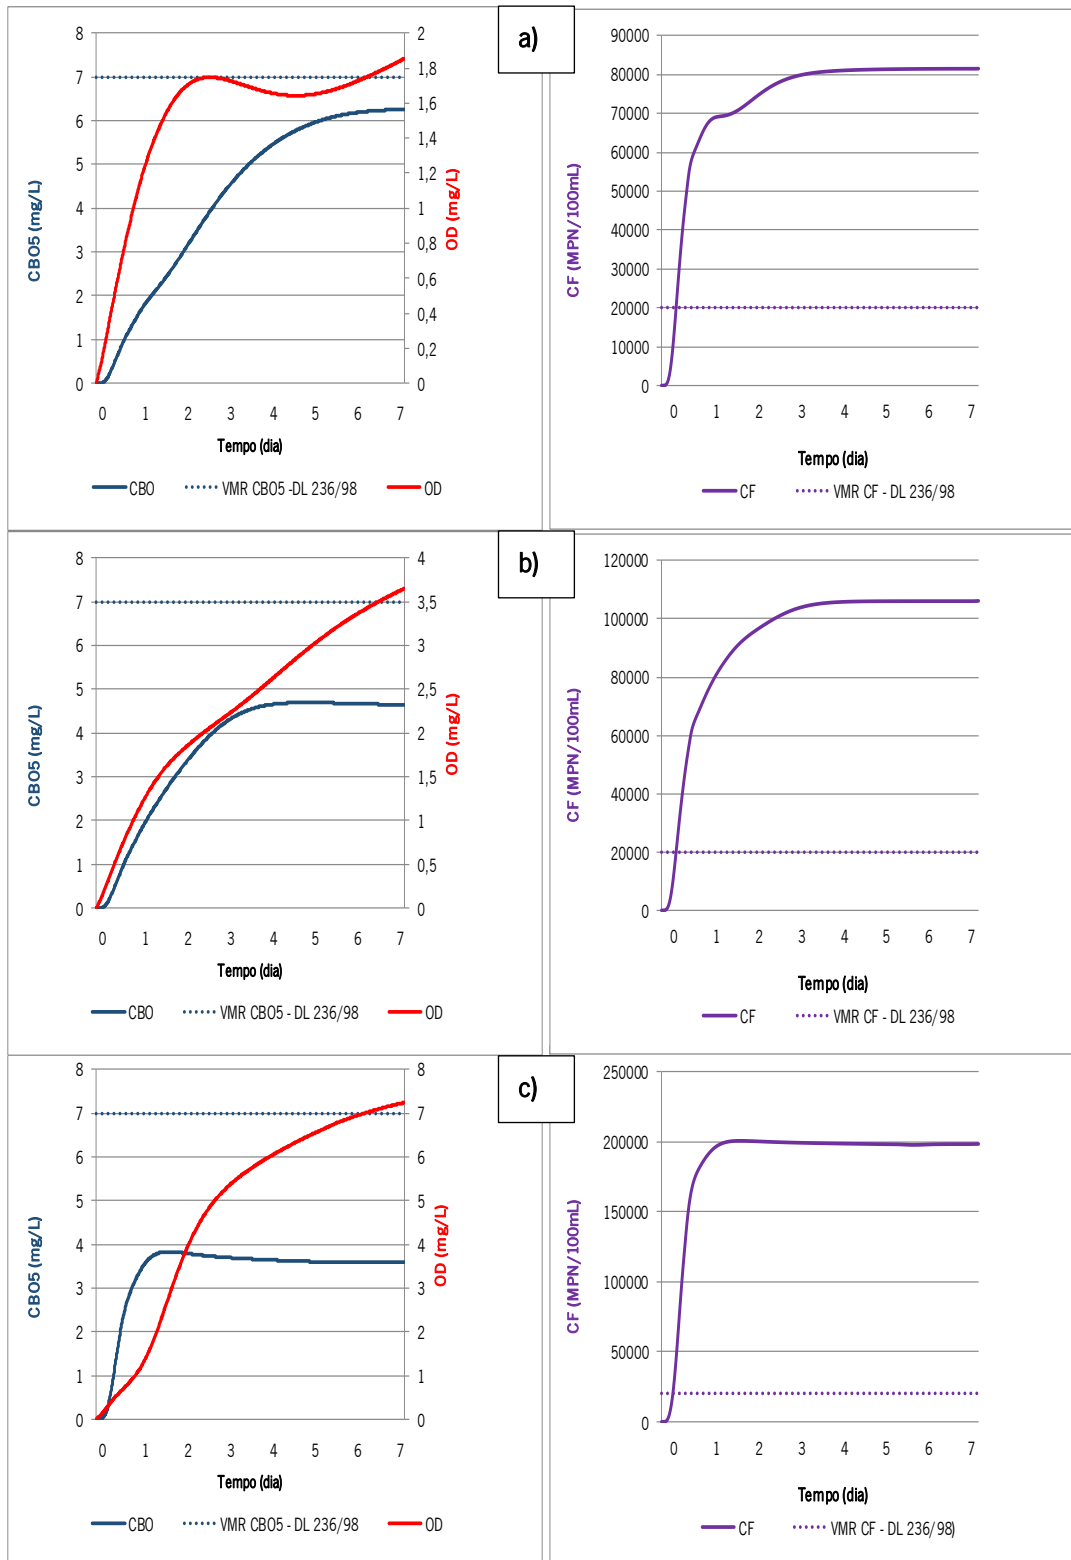 a)
8
7
6
5
4
3
2
1
0
2
1,8
1,6
1,4
1,2
1
0,8
0,6
0,4
0,2
0
CBO5 (mg/L)
OD (mg/L)
0 1 2 3 4 5 6 7
Tempo (dia)
CBO VMR CBO5 -DL 236/98 OD
90000
80000
70000
60000
50000
40000
30000
20000
10000
0
CF (MPN/100mL)
0 1 2 3 4 5 6 7
Tempo (dia)
CF VMR CF - DL 236/98
b)
8
7
6
5
4
3
2
1
0
4
3,5
3
2,5
2
1,5
1
0,5
0
CBO5 (mg/L)
OD (mg/L)
0 1 2 3 4 5 6 7
Tempo (dia)
CBO VMR CBO5 - DL 236/98 OD
120000
100000
80000
60000
40000
20000
0
CF (MPN/100mL)
0 1 2 3 4 5 6 7
Tempo (dia)
CF VMR CF - DL 236/98
c)
8
7
6
5
4
3
2
1
0
8
7
6
5
4
3
2
1
0
CBO5 (mg/L)
OD (mg/L)
0 1 2 3 4 5 6 7
Tempo (dia)
CBO VMR CBO5 - DL 236/98 OD
250000
200000
150000
100000
50000
0
CF (MPN/100mL)
0 1 2 3 4 5 6 7
Tempo (dia)
CF VMR CF - DL 236/98)